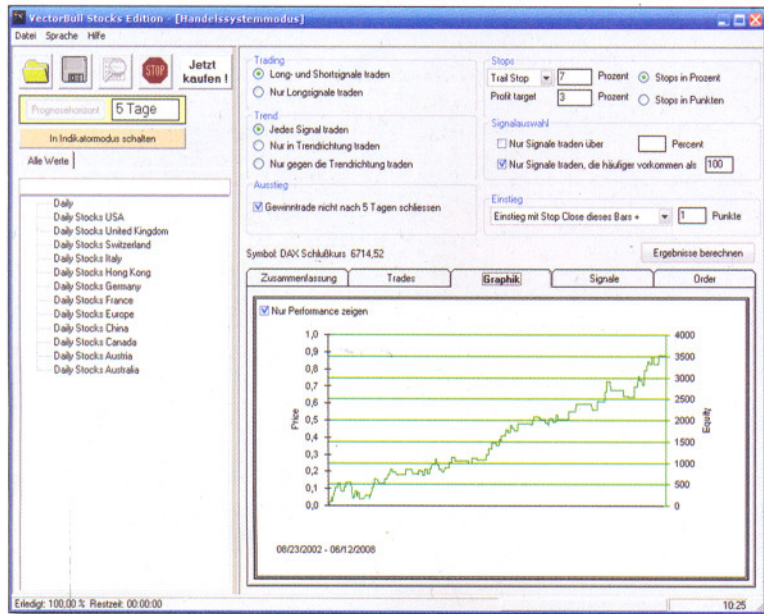 VectorBull Stocks Edition - [Handelssystemmodus]
Datei Sprache Hilfe
STOP
Jetzt kaufen !
Prognosehorizont 5 Tage
In Indikatormodus schalten
Alle Werte
Daily
Daily Stocks USA
Daily Stocks United Kingdom
Daily Stocks Switzerland
Daily Stocks Italy
Daily Stocks Hong Kong
Daily Stocks Germany
Daily Stocks France
Daily Stocks Europe
Daily Stocks China
Daily Stocks Canada
Daily Stocks Austria
Daily Stocks Australia
Trading
Long- und Shortsignale traden
Nur Longsignale traden
Trend
Jedes Signal traden
Nur in Trendrichtung traden
Nur gegen die Trendrichtung traden
Ausstieg
Gewinntrade nicht nach 5 Tagen schliessen
Stops
Trail Stop 7 Prozent Stops in Prozent
Profit target 3 Prozent Stops in Punkten
Signalauswahl
Nur Signale traden über Percent
Nur Signale traden, die häufiger vorkommen als 100
Einstieg
Einstieg mit Stop Close dieses Bars + 1 Punkte
Symbol: DAX Schlußkurs 6714,52
Ergebnisse berechnen
Zusammenfassung Trades Graphik Signale Order
Nur Performance zeigen
1,0
0,9
0,8
0,7
0,6
0,5
0,4
0,3
0,2
0,1
0,0
Price
4000
3500
3000
2500
2000
1500
1000
500
0
Equity
08/23/2002 - 06/12/2008
Erledigt: 100,00 % Restzeit: 00:00:00
10:25